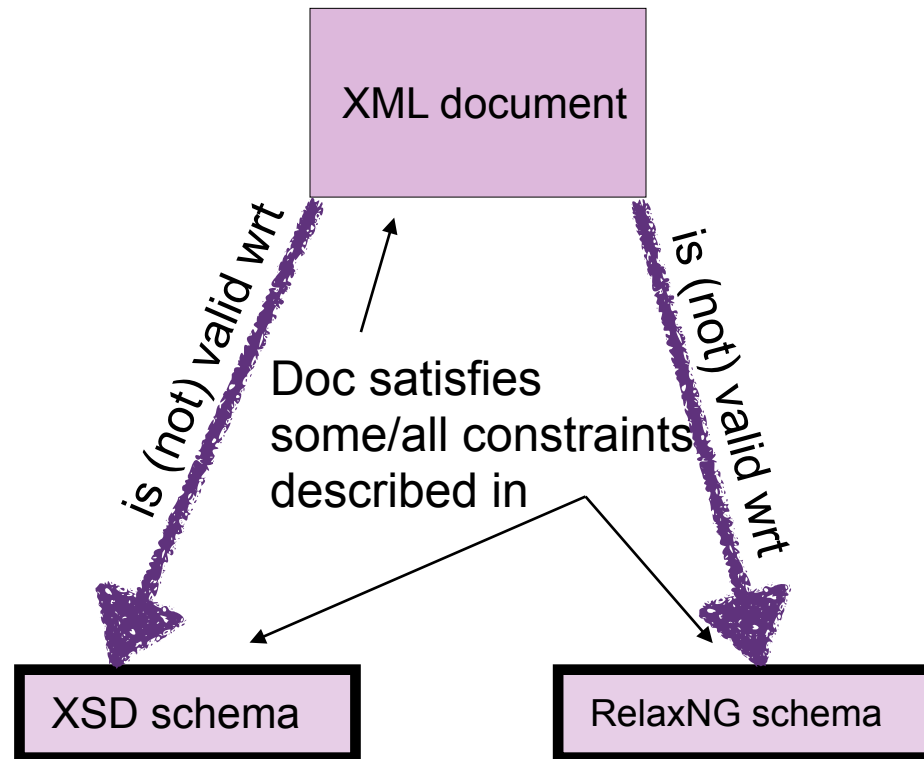 XML document
is (not) valid wrt
is (not) valid wrt
Doc satisfies
some/all constraints
described in
XSD schema
RelaxNG schema